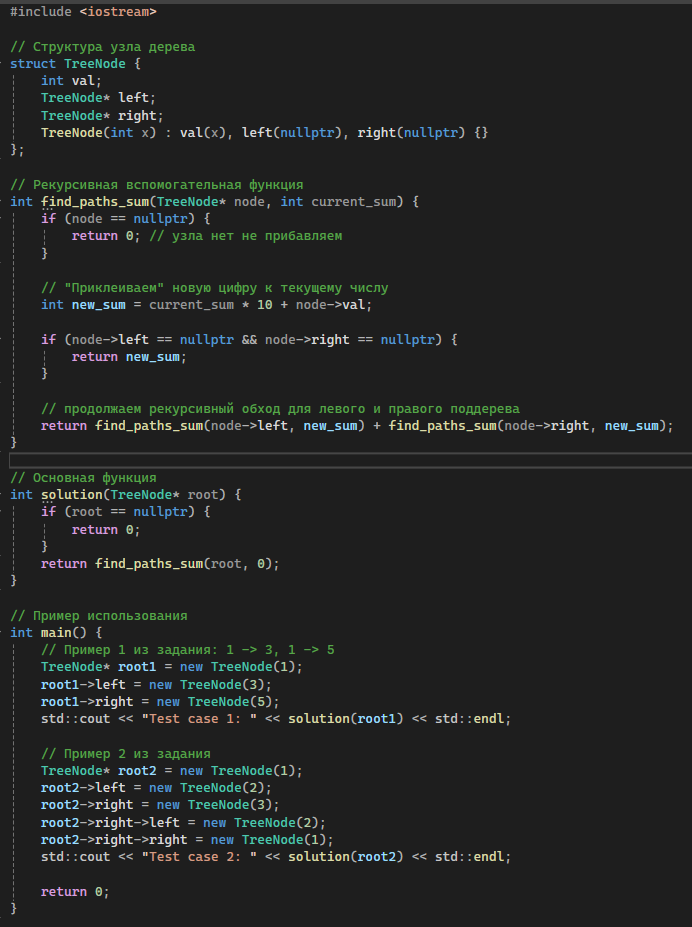 #include <iostream>

// Структура узла дерева
struct TreeNode {
    int val;
    TreeNode* left;
    TreeNode* right;
    TreeNode(int x) : val(x), left(nullptr), right(nullptr) {}
};

// Рекурсивная вспомогательная функция
int find_paths_sum(TreeNode* node, int current_sum) {
    if (node == nullptr) {
        return 0; // узла нет не прибавляем
    }

    // "Приклеиваем" новую цифру к текущему числу
    int new_sum = current_sum * 10 + node->val;

    if (node->left == nullptr && node->right == nullptr) {
        return new_sum;
    }

    // продолжаем рекурсивный обход для левого и правого поддерева
    return find_paths_sum(node->left, new_sum) + find_paths_sum(node->right, new_sum);
}

// Основная функция
int solution(TreeNode* root) {
    if (root == nullptr) {
        return 0;
    }
    return find_paths_sum(root, 0);
}

// Пример использования
int main() {
    // Пример 1 из задания: 1 -> 3, 1 -> 5
    TreeNode* root1 = new TreeNode(1);
    root1->left = new TreeNode(3);
    root1->right = new TreeNode(5);
    std::cout << "Test case 1: " << solution(root1) << std::endl;

    // Пример 2 из задания
    TreeNode* root2 = new TreeNode(1);
    root2->left = new TreeNode(2);
    root2->right = new TreeNode(3);
    root2->right->left = new TreeNode(2);
    root2->right->right = new TreeNode(1);
    std::cout << "Test case 2: " << solution(root2) << std::endl;

    return 0;
}